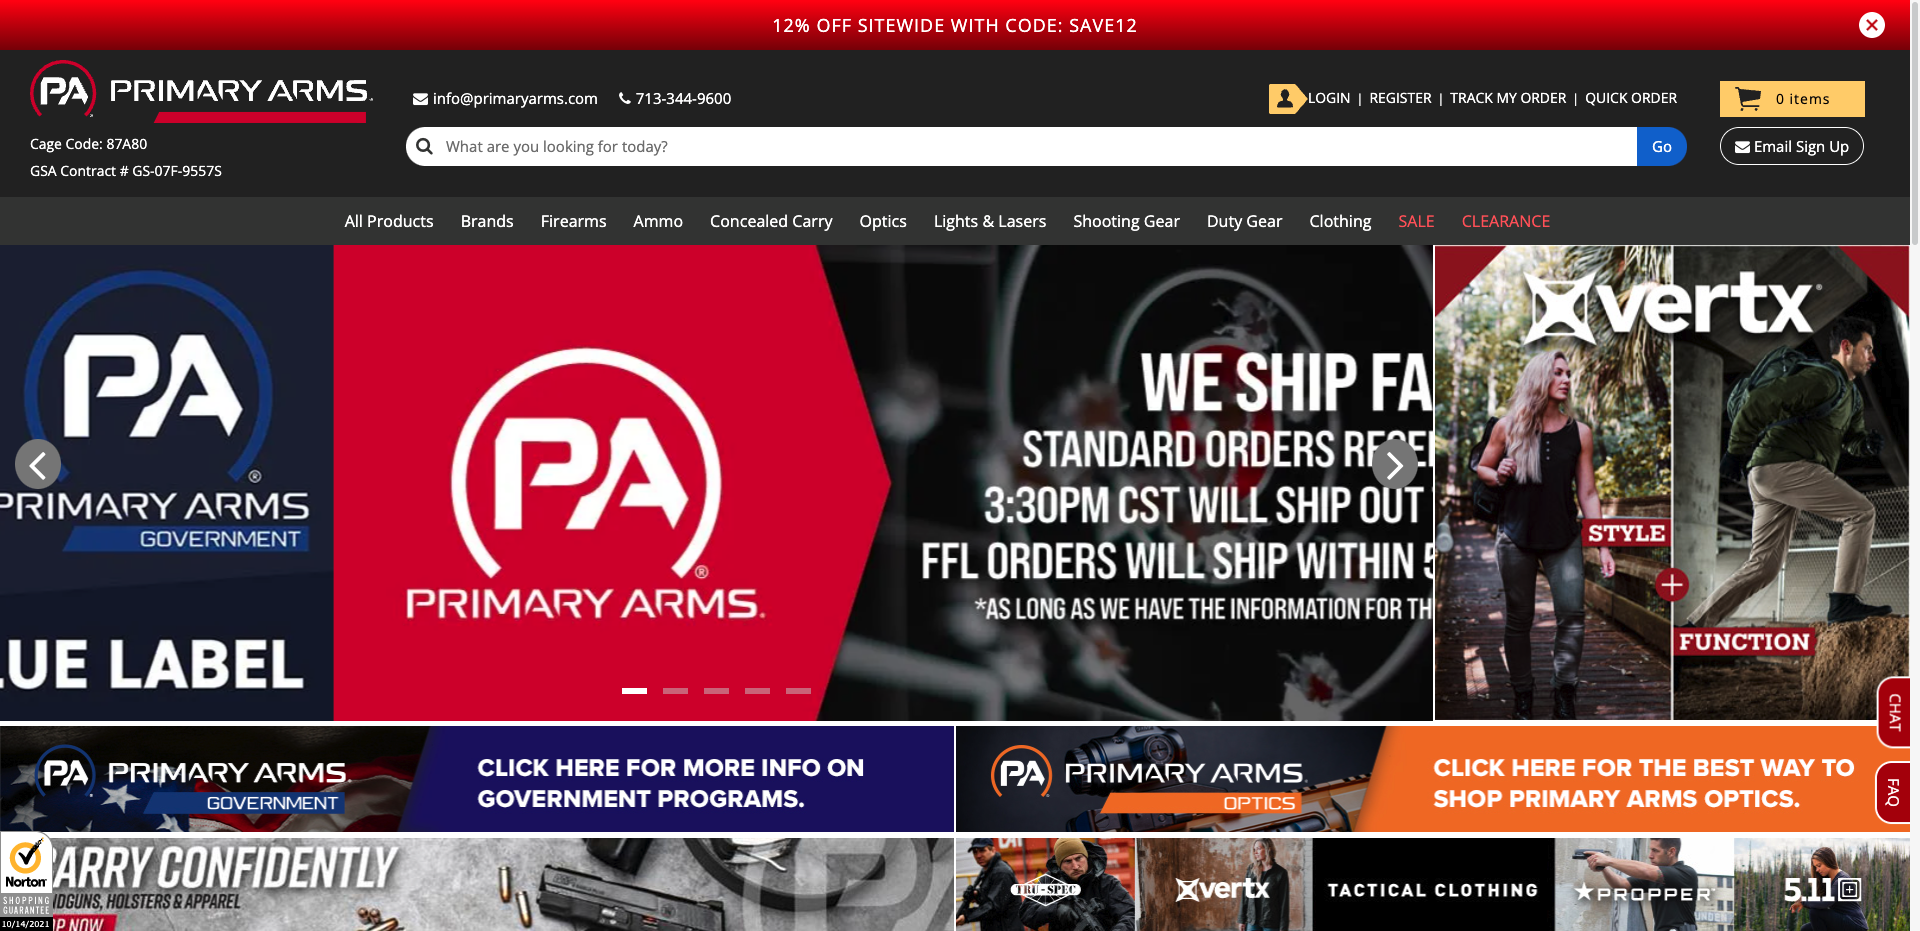 12% OFF SITEWIDE WITH CODE: SAVE12
PA PRIMARY ARMS.
info@primaryarms.com 713-344-9600
LOGIN | REGISTER | TRACK MY ORDER | QUICK ORDER
0 items
Cage Code: 87A80
GSA Contract # GS-07F-9557S
What are you looking for today?
Go
Email Sign Up
All Products Brands Firearms Ammo Concealed Carry Optics Lights & Lasers Shooting Gear Duty Gear Clothing SALE CLEARANCE
PA®
PRIMARY ARMS
GOVERNMENT
LUE LABEL
PA®
PRIMARY ARMS.
WE SHIP FA
STANDARD ORDERS RECE
3:30PM CST WILL SHIP OUT
FFL ORDERS WILL SHIP WITHIN 5
*AS LONG AS WE HAVE THE INFORMATION FOR TH
vertx®
STYLE
+
FUNCTION
CHAT
FAQ
PA PRIMARY ARMS.
GOVERNMENT
CLICK HERE FOR MORE INFO ON
GOVERNMENT PROGRAMS.
PA PRIMARY ARMS.
OPTICS
CLICK HERE FOR THE BEST WAY TO
SHOP PRIMARY ARMS OPTICS.
ARRY CONFIDENTLY
NDGUNS, HOLSTERS & APPAREL
OP NOW
Norton
SHOPPING
GUARANTEE
10/14/2021
TRU-SPEC
vertx
TACTICAL CLOTHING
PROPPER
5.11